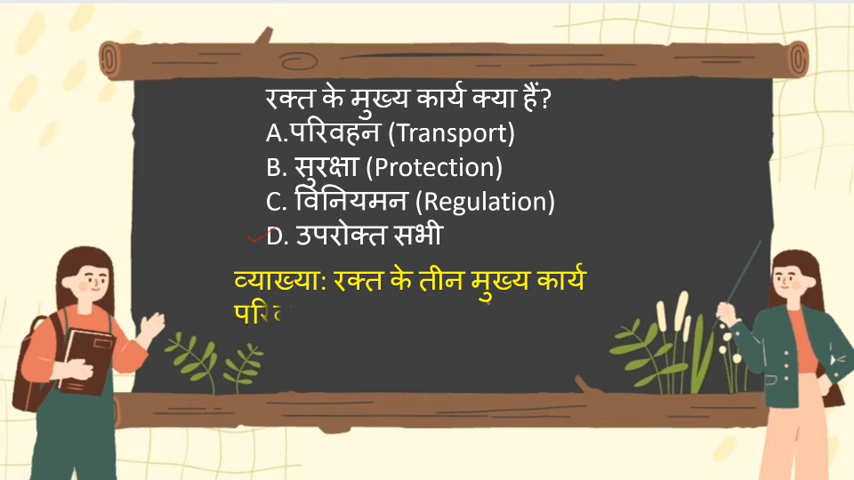 रक्त के मुख्य कार्य क्या हैं?
A.परिवहन (Transport)
B. सुरक्षा (Protection)
C. विनियमन (Regulation)
D. उपरोक्त सभी
व्याख्या: रक्त के तीन मुख्य कार्य